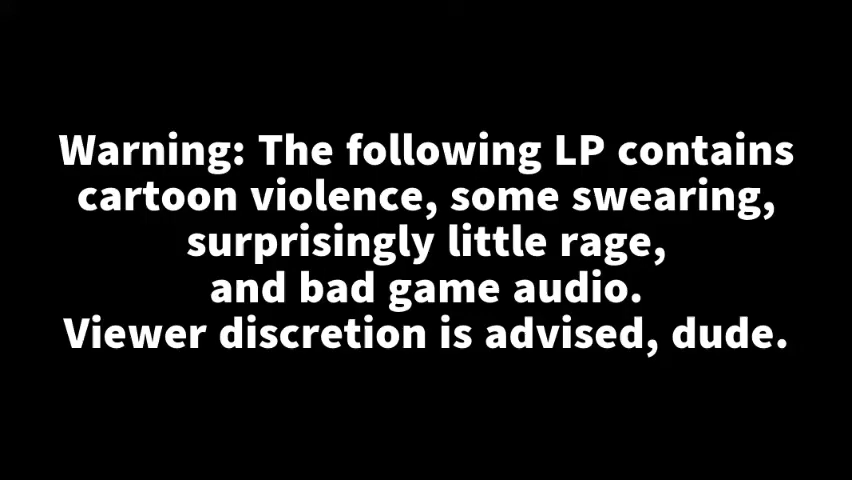 Warning: The following LP contains
cartoon violence, some swearing,
surprisingly little rage,
and bad game audio.
Viewer discretion is advised, dude.